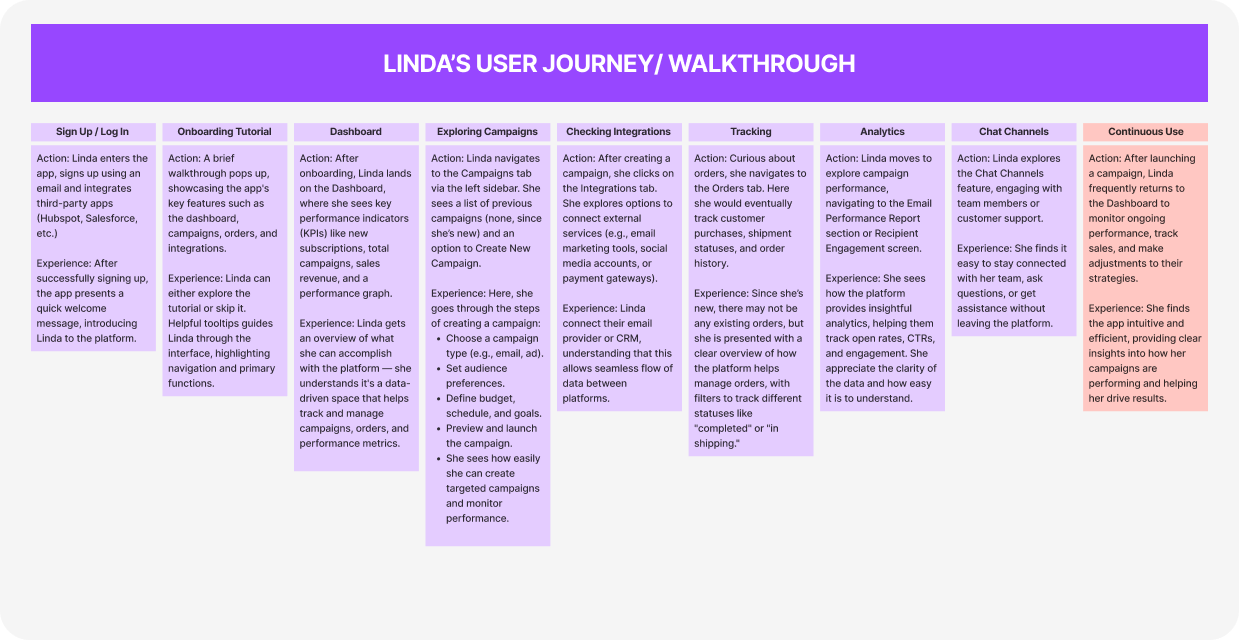 LINDA’S USER JOURNEY/ WALKTHROUGH
Sign Up / Log In
Action: Linda enters the
app, signs up using an
email and integrates
third-party apps
(Hubspot, Salesforce,
etc.)
Experience: After
successfully signing up,
the app presents a
quick welcome
message, introducing
Linda to the platform.
Onboarding Tutorial
Action: A brief
walkthrough pops up,
showcasing the app's
key features such as
the dashboard,
campaigns, orders, and
integrations.
Experience: Linda can
either explore the
tutorial or skip it.
Helpful tooltips guides
Linda through the
interface, highlighting
navigation and primary
functions.
Dashboard
Action: After
onboarding, Linda lands
on the Dashboard,
where she sees key
performance indicators
(KPIs) like new
subscriptions, total
campaigns, sales
revenue, and a
performance graph.
Experience: Linda gets
an overview of what
she can accomplish
with the platform — she
understands it's a data-
driven space that helps
track and manage
campaigns, orders, and
performance metrics.
Exploring Campaigns
Action: Linda navigates
to the Campaigns tab
via the left sidebar. She
sees a list of previous
campaigns (none, since
she’s new) and an
option to Create New
Campaign.
Experience: Here, she
goes through the steps
of creating a campaign:
• Choose a campaign
type (e.g., email, ad).
• Set audience
preferences.
• Define budget,
schedule, and goals.
• Preview and launch
the campaign.
• She sees how easily
she can create
targeted campaigns
and monitor
performance.
Checking Integrations
Action: After creating a
campaign, she clicks on
the Integrations tab.
She explores options to
connect external
services (e.g., email
marketing tools, social
media accounts, or
payment gateways).
Experience: Linda
connect their email
provider or CRM,
understanding that this
allows seamless flow of
data between
platforms.
Tracking
Action: Curious about
orders, she navigates to
the Orders tab. Here
she would eventually
track customer
purchases, shipment
statuses, and order
history.
Experience: Since she’s
new, there may not be
any existing orders, but
she is presented with a
clear overview of how
the platform helps
manage orders, with
filters to track different
statuses like
"completed" or "in
shipping."
Analytics
Action: Linda moves to
explore campaign
performance,
navigating to the Email
Performance Report
section or Recipient
Engagement screen.
Experience: She sees
how the platform
provides insightful
analytics, helping them
track open rates, CTRs,
and engagement. She
appreciate the clarity of
the data and how easy
it is to understand.
Chat Channels
Action: Linda explores
the Chat Channels
feature, engaging with
team members or
customer support.
Experience: She finds it
easy to stay connected
with her team, ask
questions, or get
assistance without
leaving the platform.
Continuous Use
Action: After launching
a campaign, Linda
frequently returns to
the Dashboard to
monitor ongoing
performance, track
sales, and make
adjustments to their
strategies.
Experience: She finds
the app intuitive and
efficient, providing clear
insights into how her
campaigns are
performing and helping
her drive results.